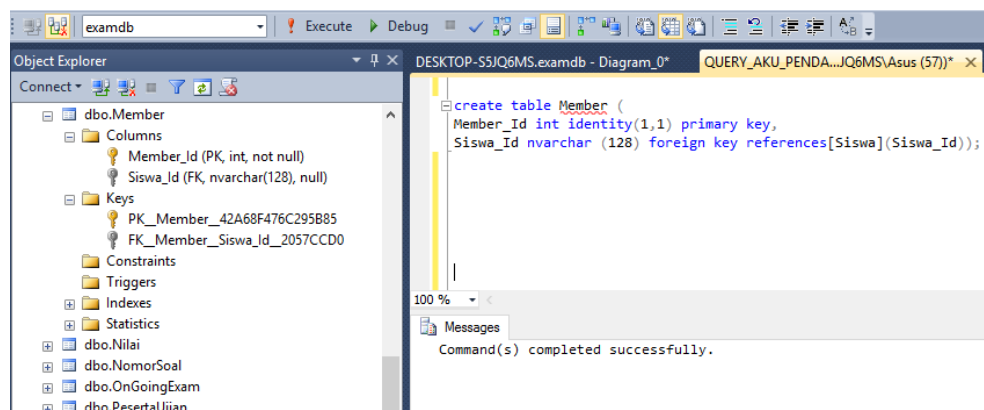 examdb
Execute
Debug
Object Explorer
Connect
dbo.Member
Columns
Member_Id (PK, int, not null)
Siswa_Id (FK, nvarchar(128), null)
Keys
PK__Member__42A68F476C295B85
FK__Member__Siswa_Id__2057CCD0
Constraints
Triggers
Indexes
Statistics
dbo.Nilai
dbo.NomorSoal
dbo.OnGoingExam
dbo.PesertaUjian
DESKTOP-S5JQ6MS.examdb - Diagram_0*
QUERY_AKU_PENDA...JQ6MS\Asus (57))*
create table Member (
Member_Id int identity(1,1) primary key,
Siswa_Id nvarchar (128) foreign key references[Siswa](Siswa_Id));
100 %
Messages
Command(s) completed successfully.